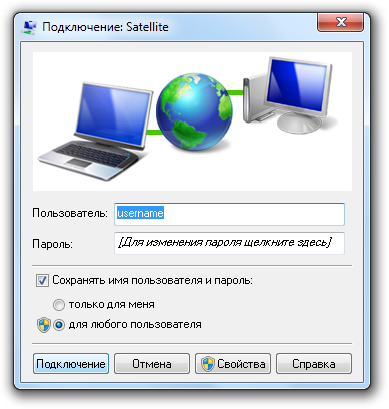 Подключение: Satellite
Пользователь: username
Пароль: [Для изменения пароля щелкните здесь]
Сохранять имя пользователя и пароль:
только для меня
для любого пользователя
Подключение Отмена Свойства Справка